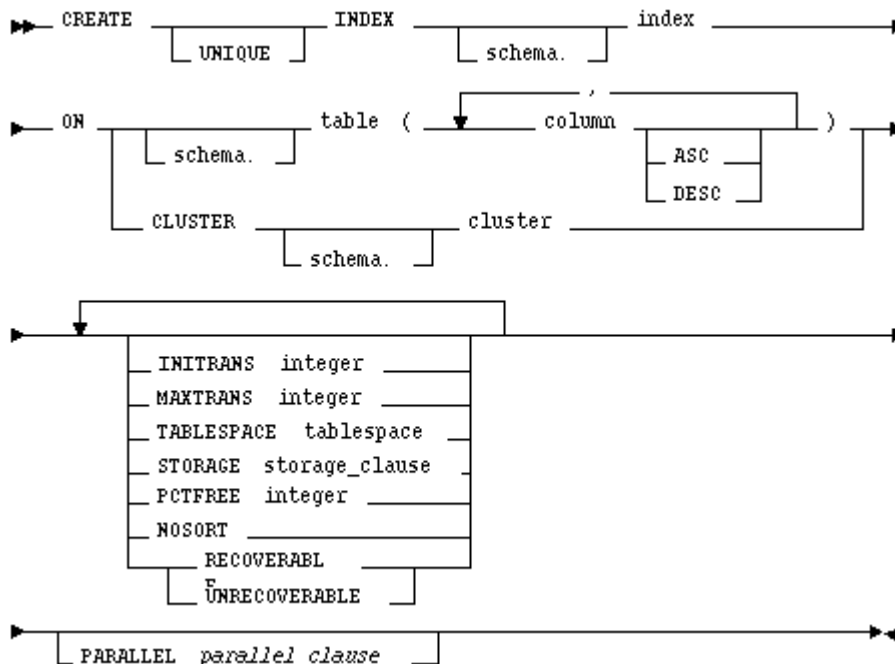 CREATE UNIQUE INDEX schema. index
ON schema. table ( column , ASC DESC )
CLUSTER schema. cluster
INITRANS integer
MAXTRANS integer
TABLESPACE tablespace
STORAGE storage_clause
PCTFREE integer
NOSORT
RECOVERABL
E
UNRECOVERABLE
PARALLEL parallel clause